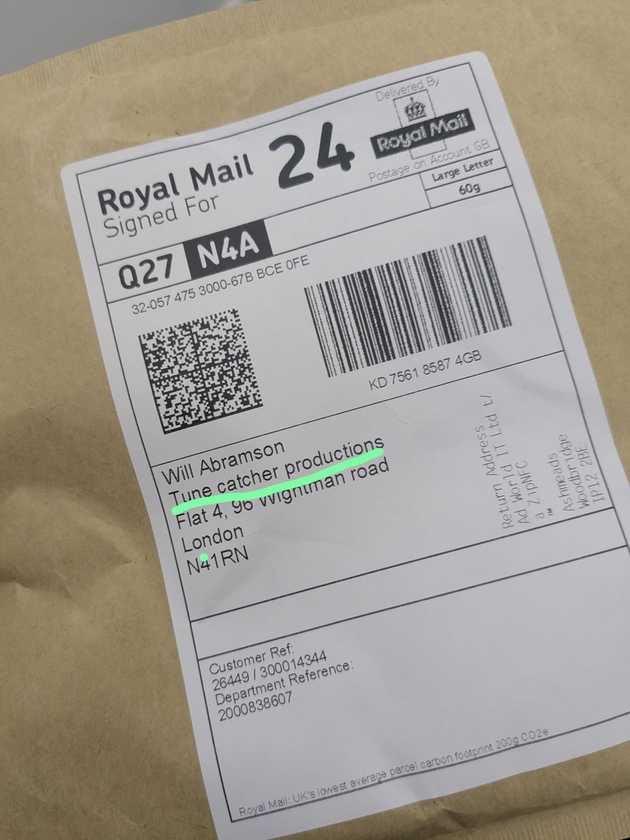 Delivered By
Royal Mail
Postage on Account GB
Royal Mail 24
Signed For
Large Letter
60g
Q27 N4A
32-057 475 3000-67B BCE 0FE
KD 7561 8587 4GB
Will Abramson
Tune catcher productions
Flat 4, 96 Wightman road
London
N41RN
Return Address
Ad World IT Ltd t/
Ad ZipNFC
a
Ashmeads
Woodbridge
IP12 2BE
Customer Ref:
26449 / 300014344
Department Reference:
2000838607
Royal Mail: UK's lowest average parcel carbon footprint 200g CO2e